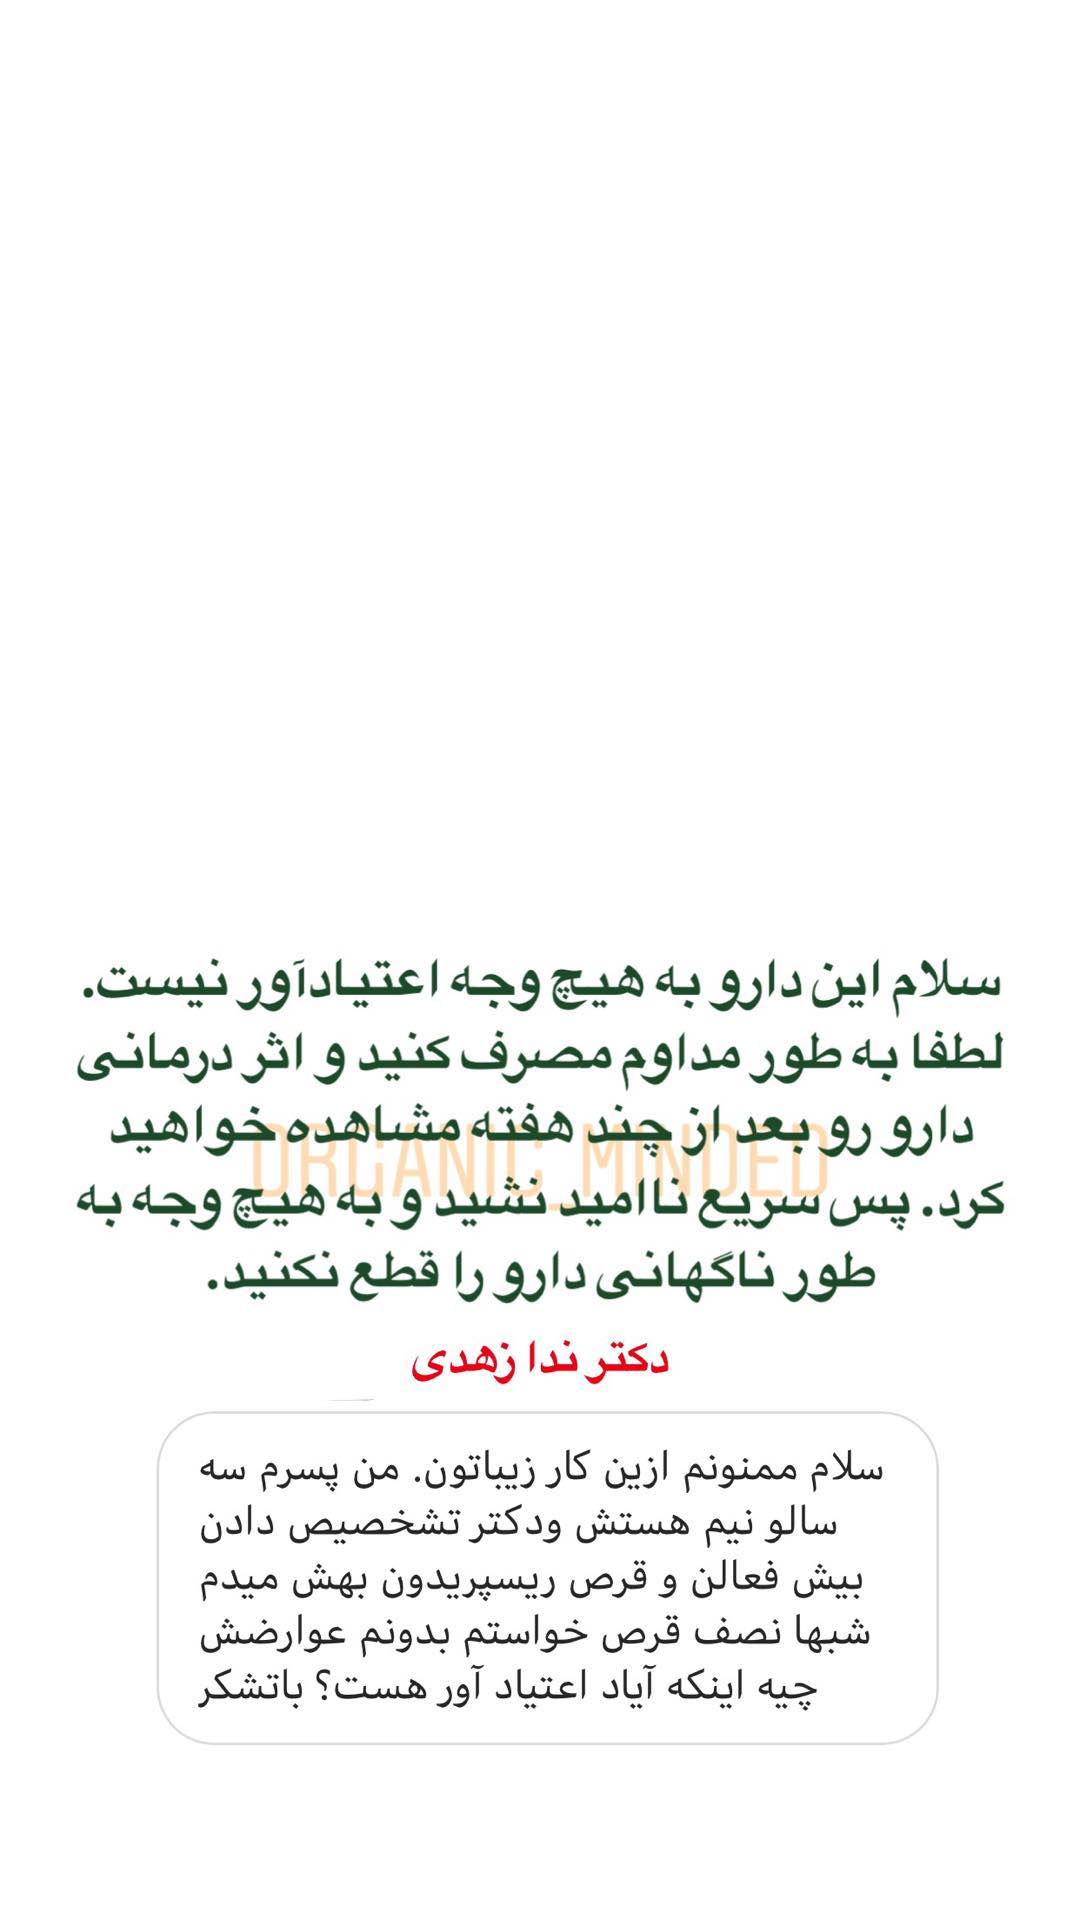 سلام این دارو به هیچ وجه اعتیادآور نیست.
لطفا به طور مداوم مصرف کنید و اثر درمانی
دارو رو بعد از چند هفته مشاهده خواهید
ORGANIC_MINDED
کرد. پس سریع ناامید نشید و به هیچ وجه به
طور ناگهانی دارو را قطع نکنید.
دکتر ندا زهدی
سلام ممنونم ازین کار زیباتون. من پسرم سه
سالو نیم هستش ودکتر تشخصیص دادن
بیش فعالن و قرص ریسپریدون بهش میدم
شبها نصف قرص خواستم بدونم عوارضش
چیه اینکه آیاد اعتیاد آور هست؟ باتشکر